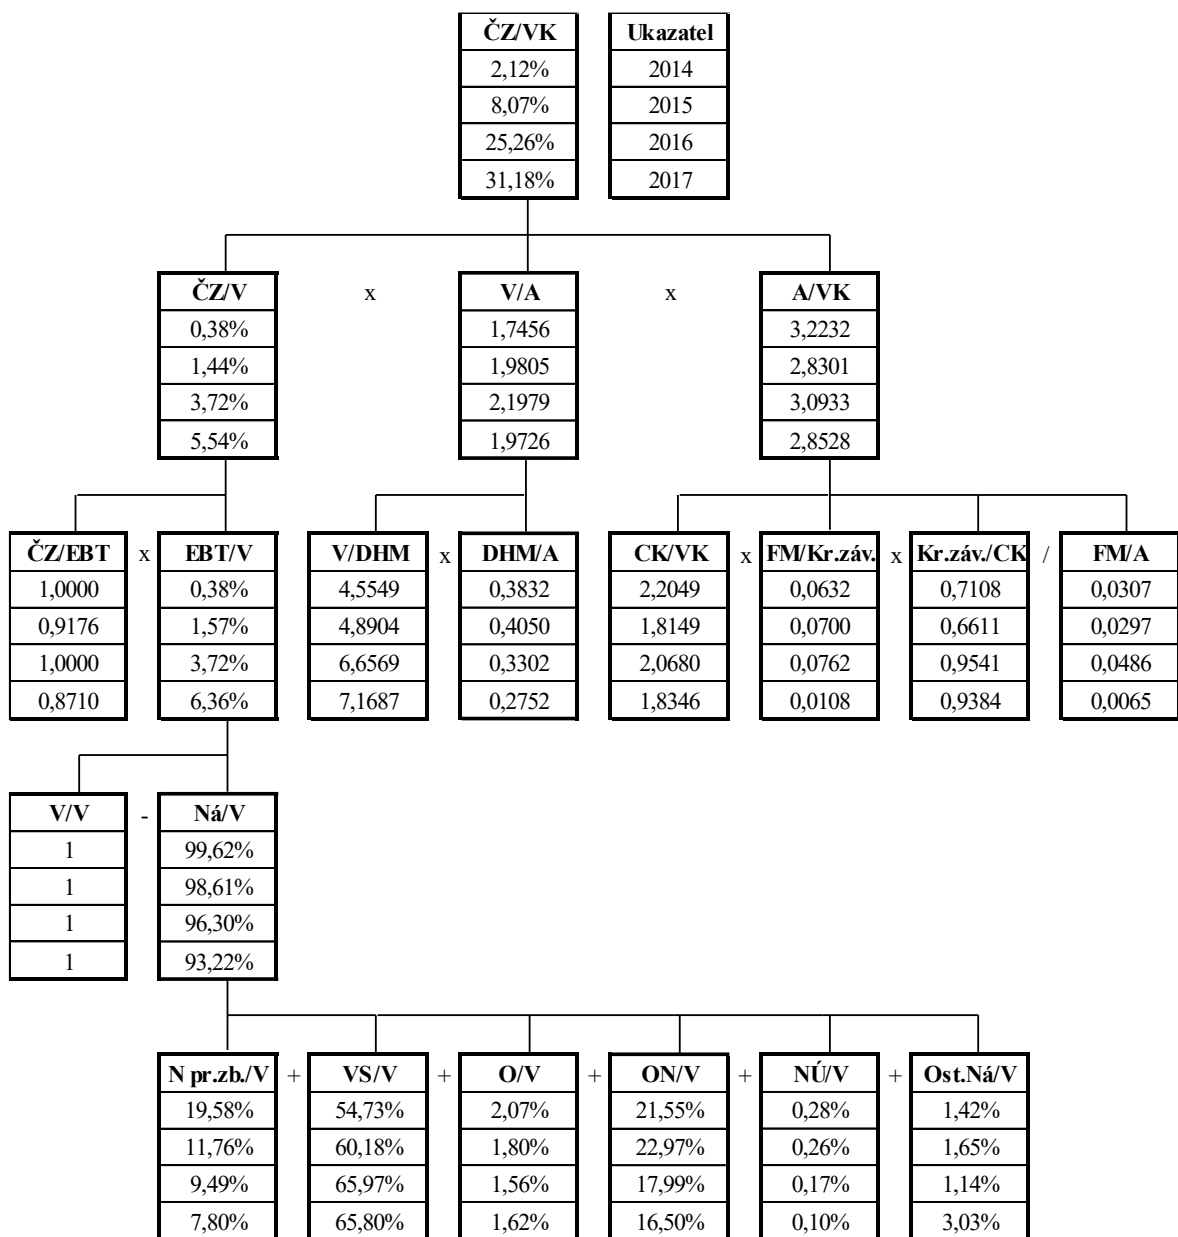 ČZ/VK Ukazatel
2,12% 2014
8,07% 2015
25,26% 2016
31,18% 2017
ČZ/V x V/A x A/VK
0,38% 1,7456 3,2232
1,44% 1,9805 2,8301
3,72% 2,1979 3,0933
5,54% 1,9726 2,8528
ČZ/EBT x EBT/V V/DHM x DHM/A CK/VK x FM/Kr.záv. x Kr.záv./CK / FM/A
1,0000 0,38% 4,5549 0,3832 2,2049 0,0632 0,7108 0,0307
0,9176 1,57% 4,8904 0,4050 1,8149 0,0700 0,6611 0,0297
1,0000 3,72% 6,6569 0,3302 2,0680 0,0762 0,9541 0,0486
0,8710 6,36% 7,1687 0,2752 1,8346 0,0108 0,9384 0,0065
V/V - Ná/V
1 99,62%
1 98,61%
1 96,30%
1 93,22%
N pr.zb./V + VS/V + O/V + ON/V + NÚ/V + Ost.Ná/V
19,58% 54,73% 2,07% 21,55% 0,28% 1,42%
11,76% 60,18% 1,80% 22,97% 0,26% 1,65%
9,49% 65,97% 1,56% 17,99% 0,17% 1,14%
7,80% 65,80% 1,62% 16,50% 0,10% 3,03%